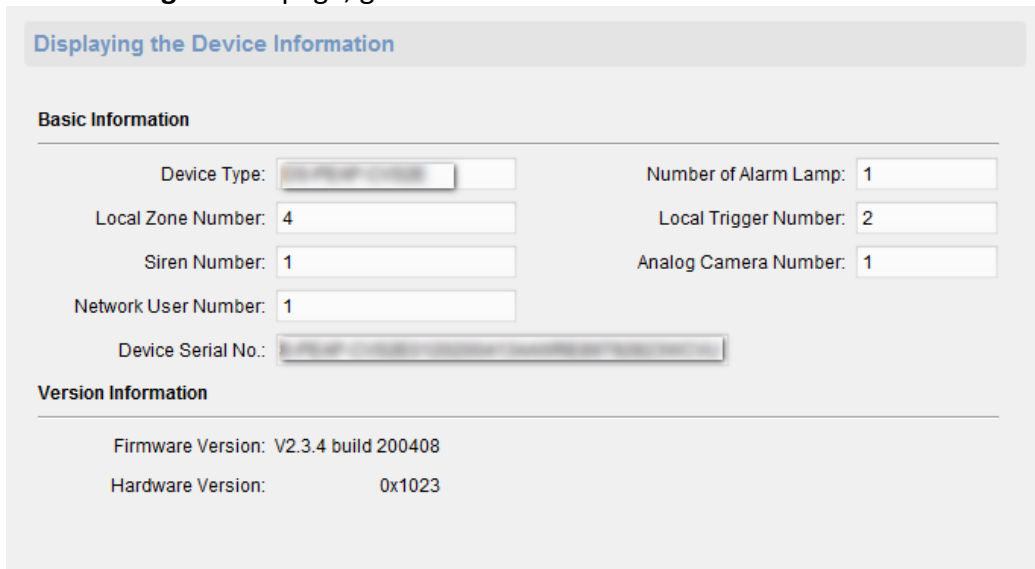 Displaying the Device Information
Basic Information
Device Type:
Number of Alarm Lamp: 1
Local Zone Number: 4
Local Trigger Number: 2
Siren Number: 1
Analog Camera Number: 1
Network User Number: 1
Device Serial No.:
Version Information
Firmware Version: V2.3.4 build 200408
Hardware Version: 0x1023